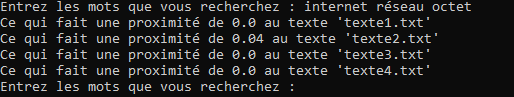 Entrez les mots que vous recherchez : internet réseau octet
Ce qui fait une proximité de 0.0 au texte 'texte1.txt'
Ce qui fait une proximité de 0.04 au texte 'texte2.txt'
Ce qui fait une proximité de 0.0 au texte 'texte3.txt'
Ce qui fait une proximité de 0.0 au texte 'texte4.txt'
Entrez les mots que vous recherchez :